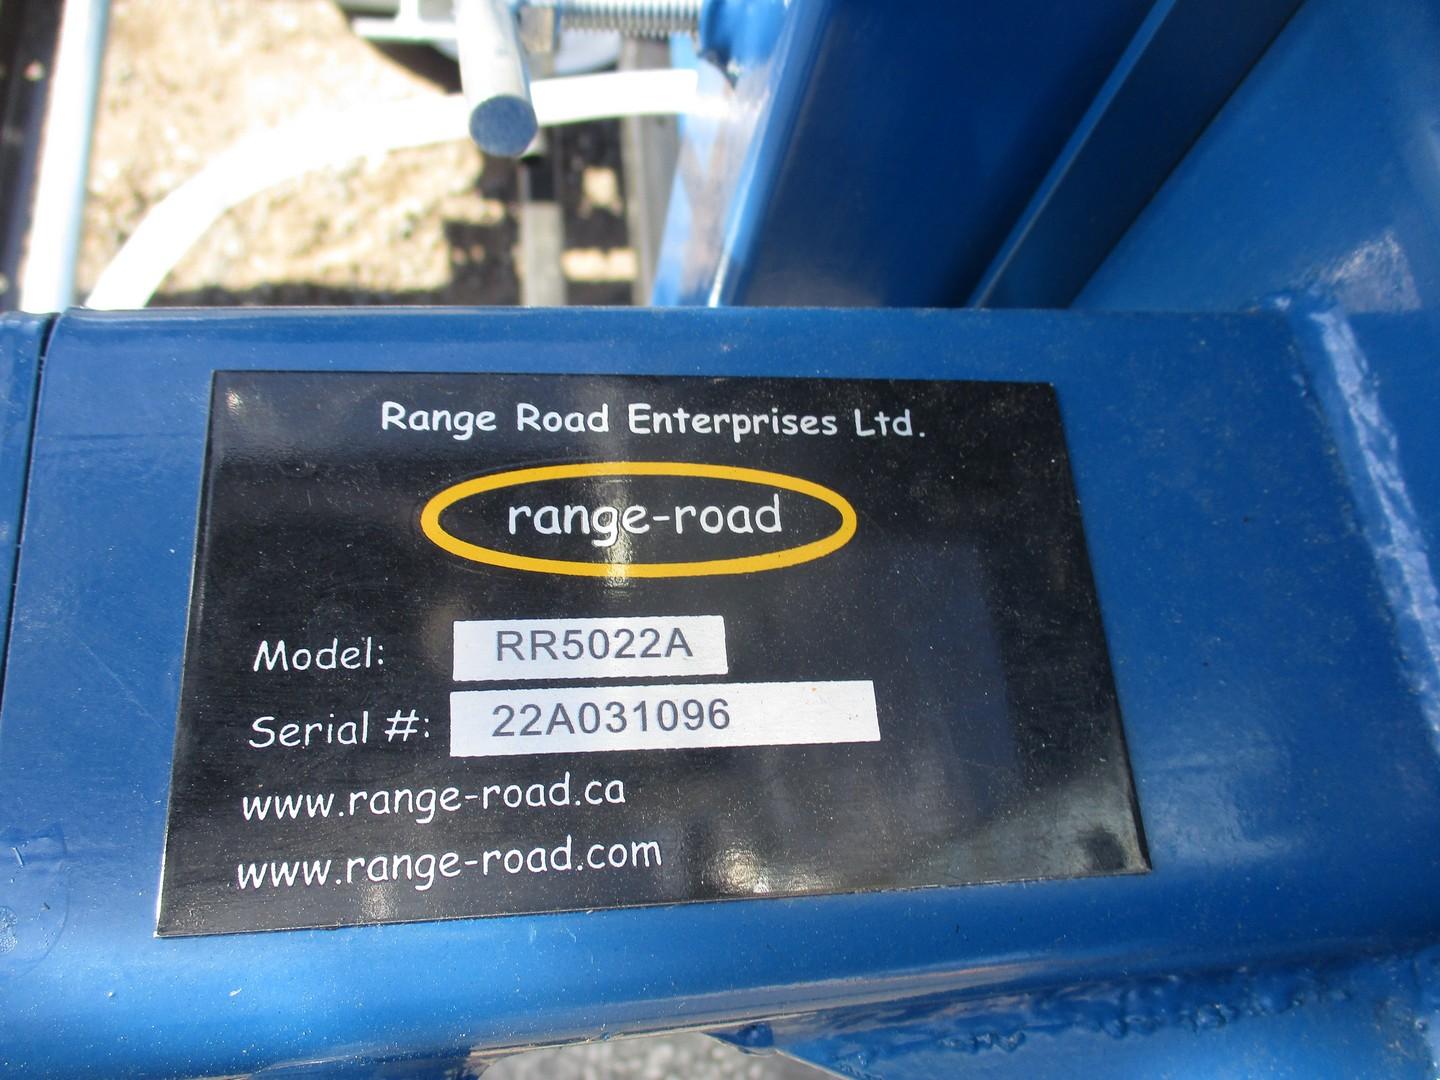 Range Road Enterprises Ltd.
range-road
Model: RR5022A
Serial #: 22A031096
www.range-road.ca
www.range-road.com